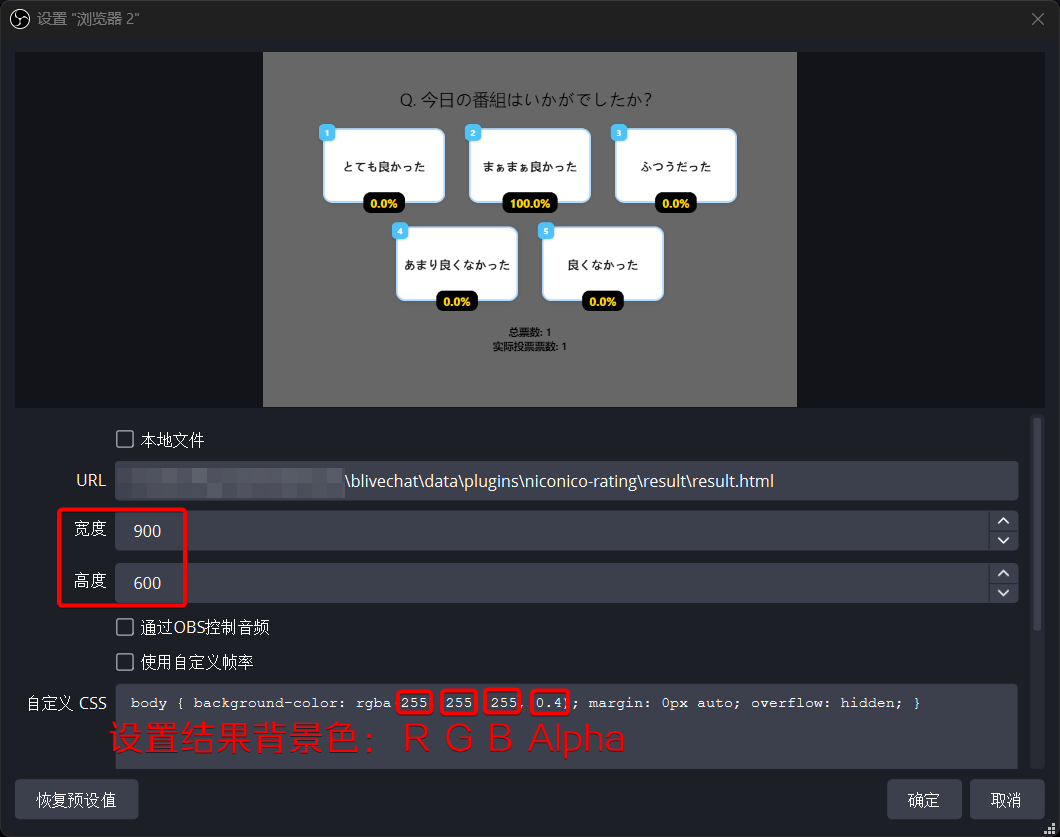 设置 "浏览器 2"
Q. 今日の番組はいかがでしたか?
1
とても良かった
0.0%
2
まぁまぁ良かった
100.0%
3
ふつうだった
0.0%
4
あまり良くなかった
0.0%
5
良くなかった
0.0%
总票数: 1
实际投票票数: 1
本地文件
URL \blivechat\data\plugins\niconico-rating\result\result.html
宽度 900
高度 600
通过OBS控制音频
使用自定义帧率
自定义 CSS body { background-color: rgba 255 255 255, 0.4); margin: 0px auto; overflow: hidden; }
设置结果背景色: R G B Alpha
恢复预设值 确定 取消